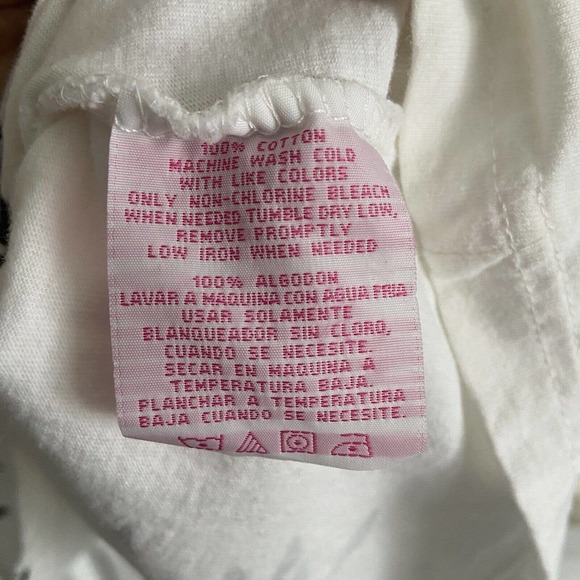 100% COTTON
MACHINE WASH COLD
WITH LIKE COLORS
ONLY NON-CHLORINE BLEACH
WHEN NEEDED TUMBLE DRY LOW,
REMOVE PROMPTLY
LOW IRON WHEN NEEDED
100% ALGODON
LAVAR A MAQUINA CON AGUA FRIA
USAR SOLAMENTE
BLANQUEADOR SIN CLORO,
CUANDO SE NECESITE.
SECAR EN MAQUINA A
TEMPERATURA BAJA.
PLANCHAR A TEMPERATURA
BAJA CUANDO SE NECESITE.